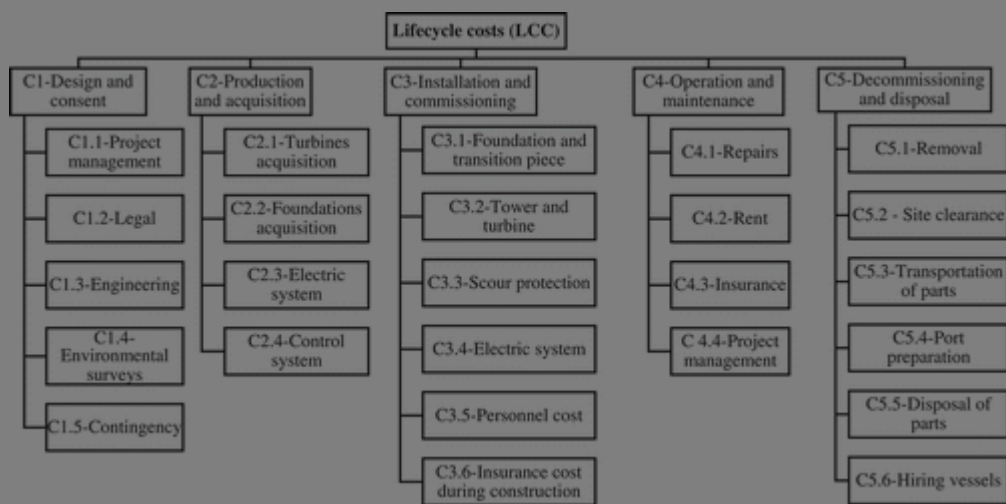 Lifecycle costs (LCC)
C1-Design and
consent
C1.1-Project
management
C1.2-Legal
C1.3-Engineering
C1.4-
Environmental
surveys
C1.5-Contingency
C2-Production
and acquisition
C2.1-Turbines
acquisition
C2.2-Foundations
acquisition
C2.3-Electric
system
C2.4-Control
system
C3-Installation and
commissioning
C3.1-Foundation and
transition piece
C3.2-Tower and
turbine
C3.3-Scour protection
C3.4-Electric system
C3.5-Personnel cost
C3.6-Insurance cost
during construction
C4-Operation and
maintenance
C4.1-Repairs
C4.2-Rent
C4.3-Insurance
C 4.4-Project
management
C5-Decommissioning
and disposal
C5.1-Removal
C5.2 - Site clearance
C5.3-Transportation
of parts
C5.4-Port
preparation
C5.5-Disposal of
parts
C5.6-Hiring vessels